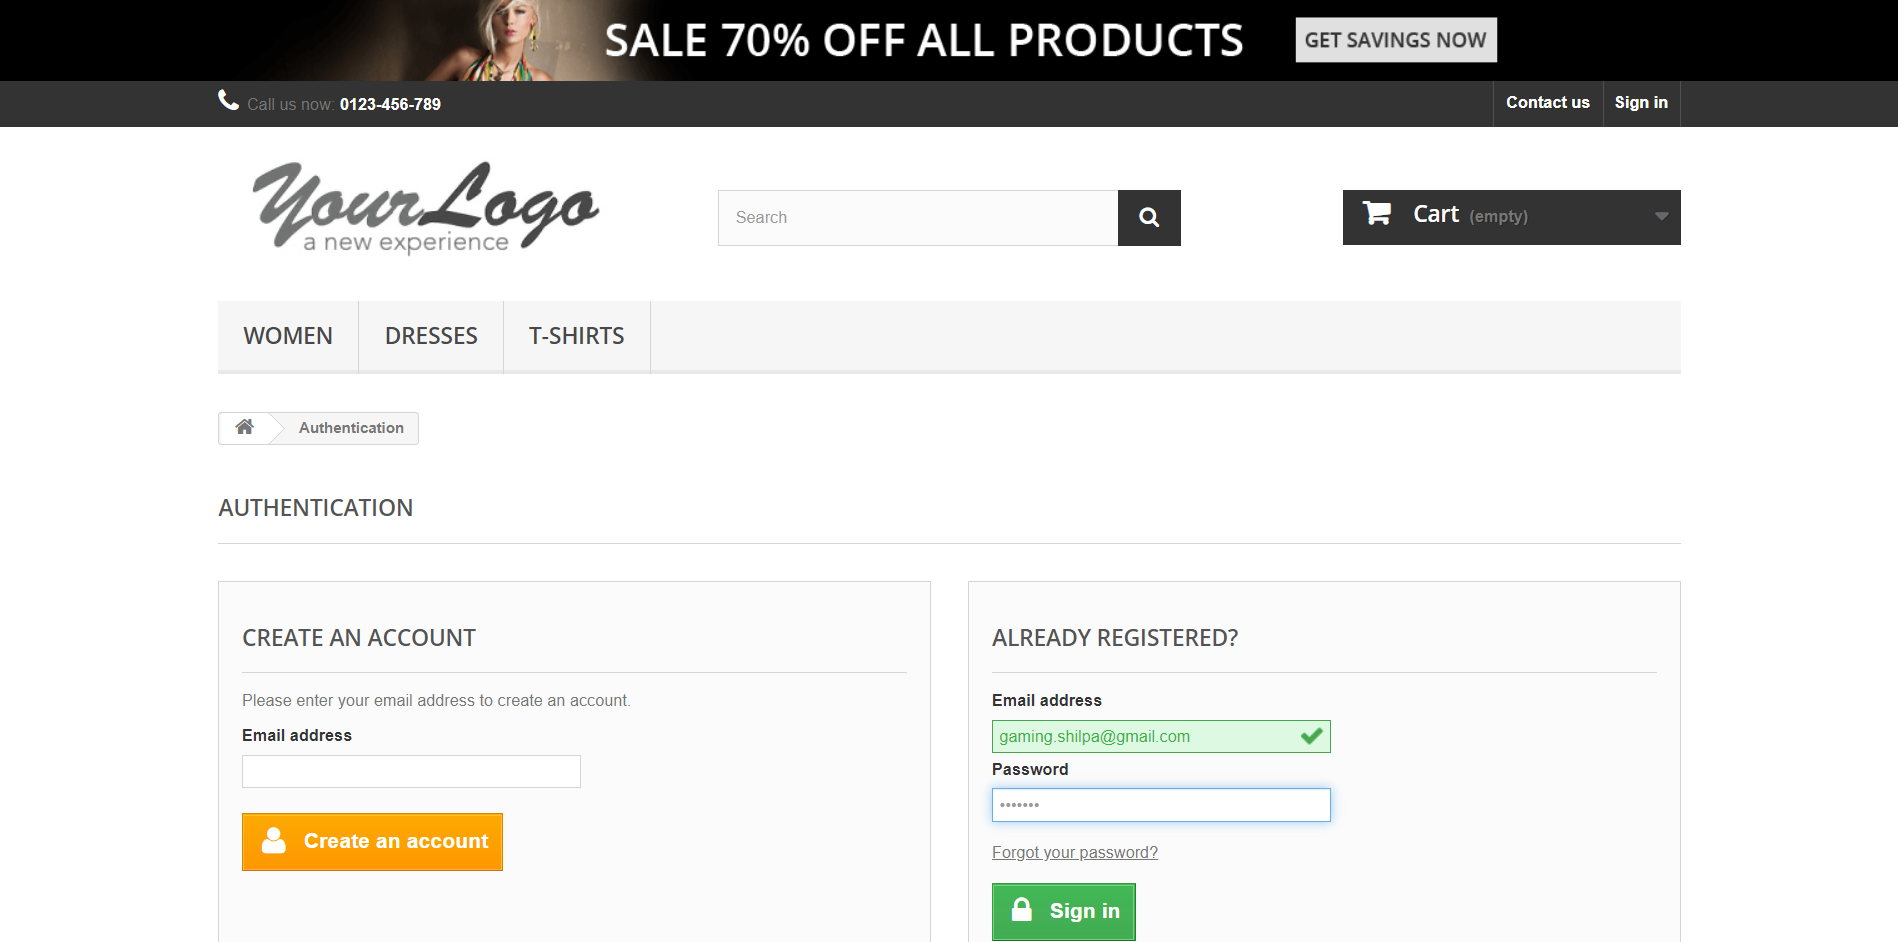 SALE 70% OFF ALL PRODUCTS GET SAVINGS NOW
Call us now: 0123-456-789 Contact us Sign in
YourLogo
a new experience
Search
Cart (empty)
WOMEN DRESSES T-SHIRTS
Authentication
AUTHENTICATION
CREATE AN ACCOUNT
Please enter your email address to create an account.
Email address
Create an account
ALREADY REGISTERED?
Email address
gaming.shilpa@gmail.com
Password
•••••••
Forgot your password?
Sign in